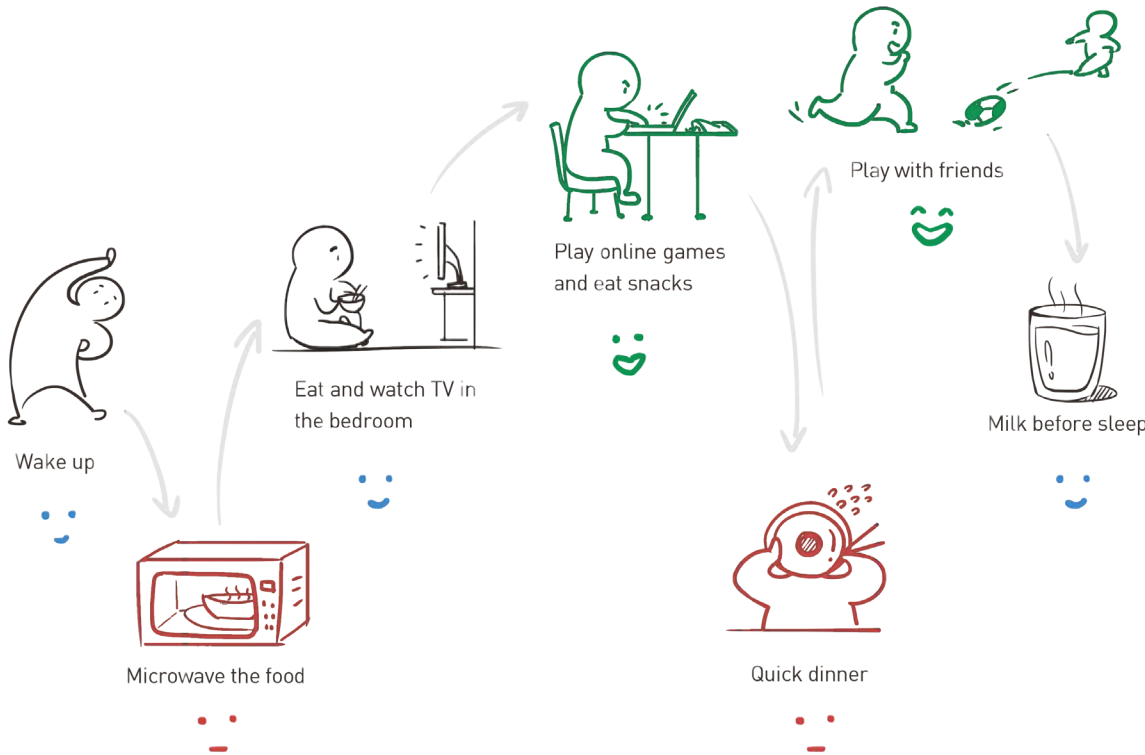 Wake up
Microwave the food
Eat and watch TV in
the bedroom
Play online games
and eat snacks
Quick dinner
Play with friends
Milk before sleep